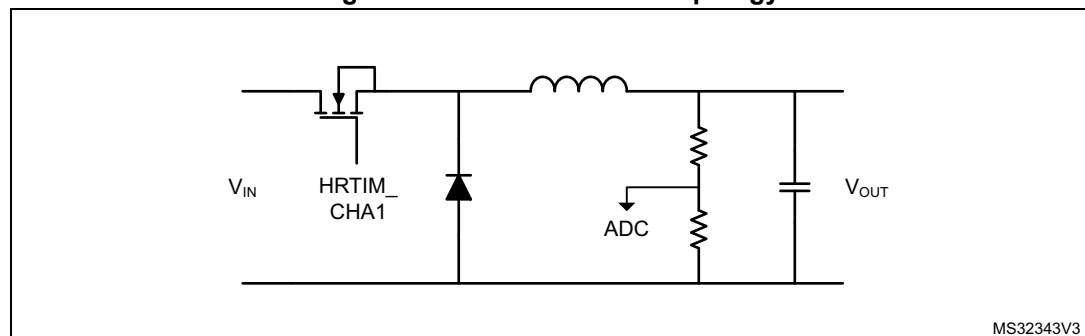 V_IN
HRTIM_
CHA1
ADC
V_OUT
MS32343V3